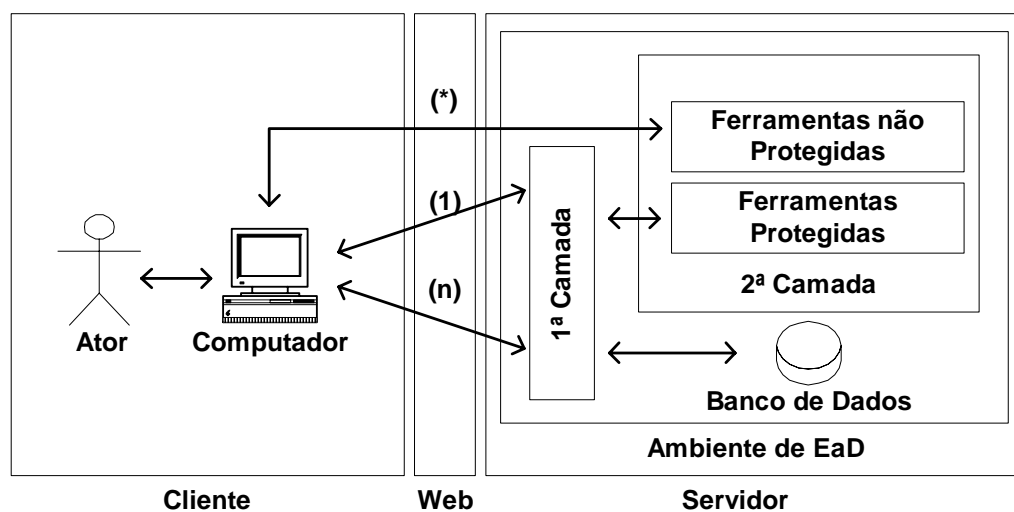 (*)
Ferramentas não
Protegidas
(1)
Ferramentas
Protegidas
1ª Camada
(n)
2ª Camada
Ator
Computador
Banco de Dados
Ambiente de EaD
Cliente
Web
Servidor